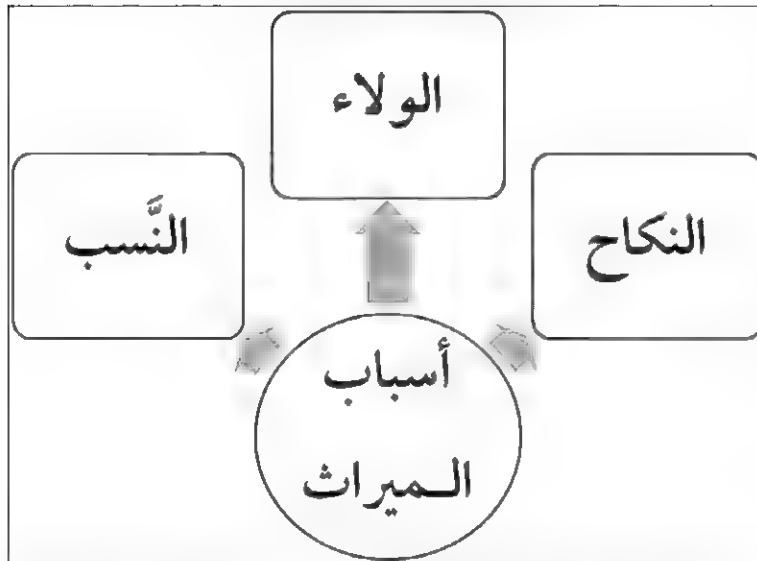 الولاء
النكاح
النَّسب
أسباب
الـميراث